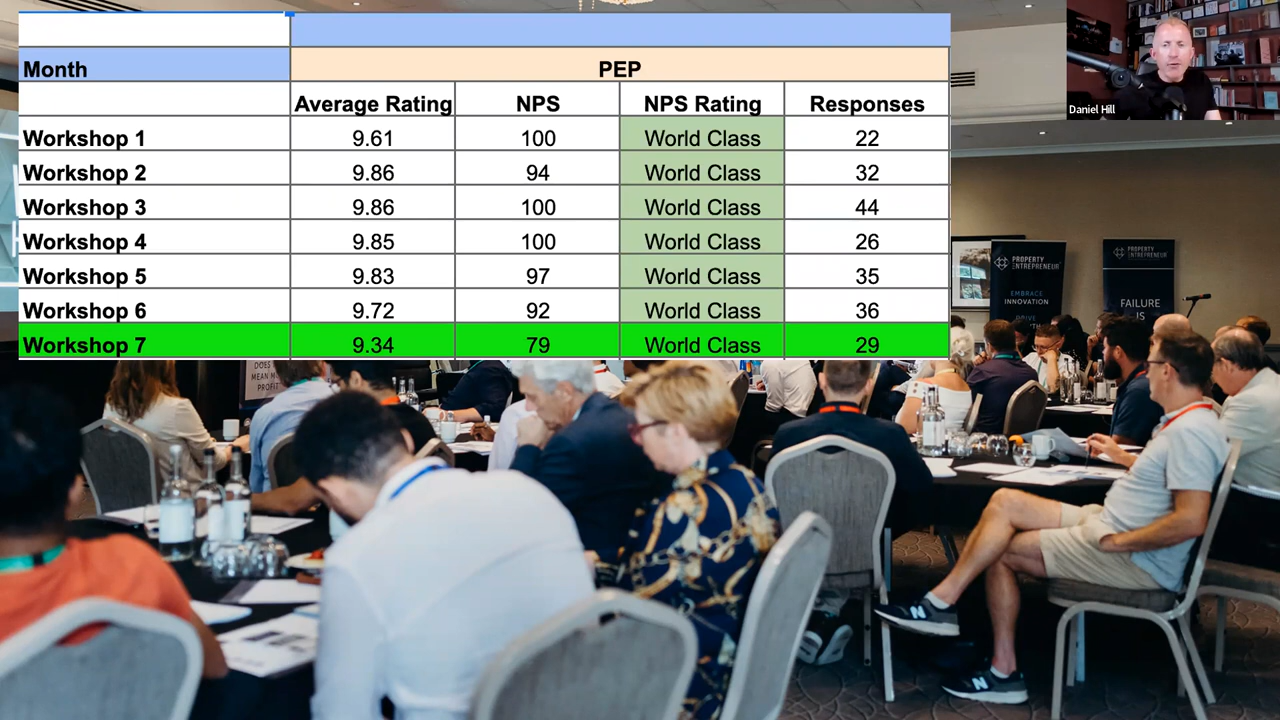 Month PEP
Average Rating NPS NPS Rating Responses
Workshop 1 9.61 100 World Class 22
Workshop 2 9.86 94 World Class 32
Workshop 3 9.86 100 World Class 44
Workshop 4 9.85 100 World Class 26
Workshop 5 9.83 97 World Class 35
Workshop 6 9.72 92 World Class 36
Workshop 7 9.34 79 World Class 29
Daniel Hill
PROPERTY
ENTREPRENEUR
EMBRACE
INNOVATION
PROPERTY
ENTREPRENEUR
FAILURE
IS
DOES
MEAN
PROFIT